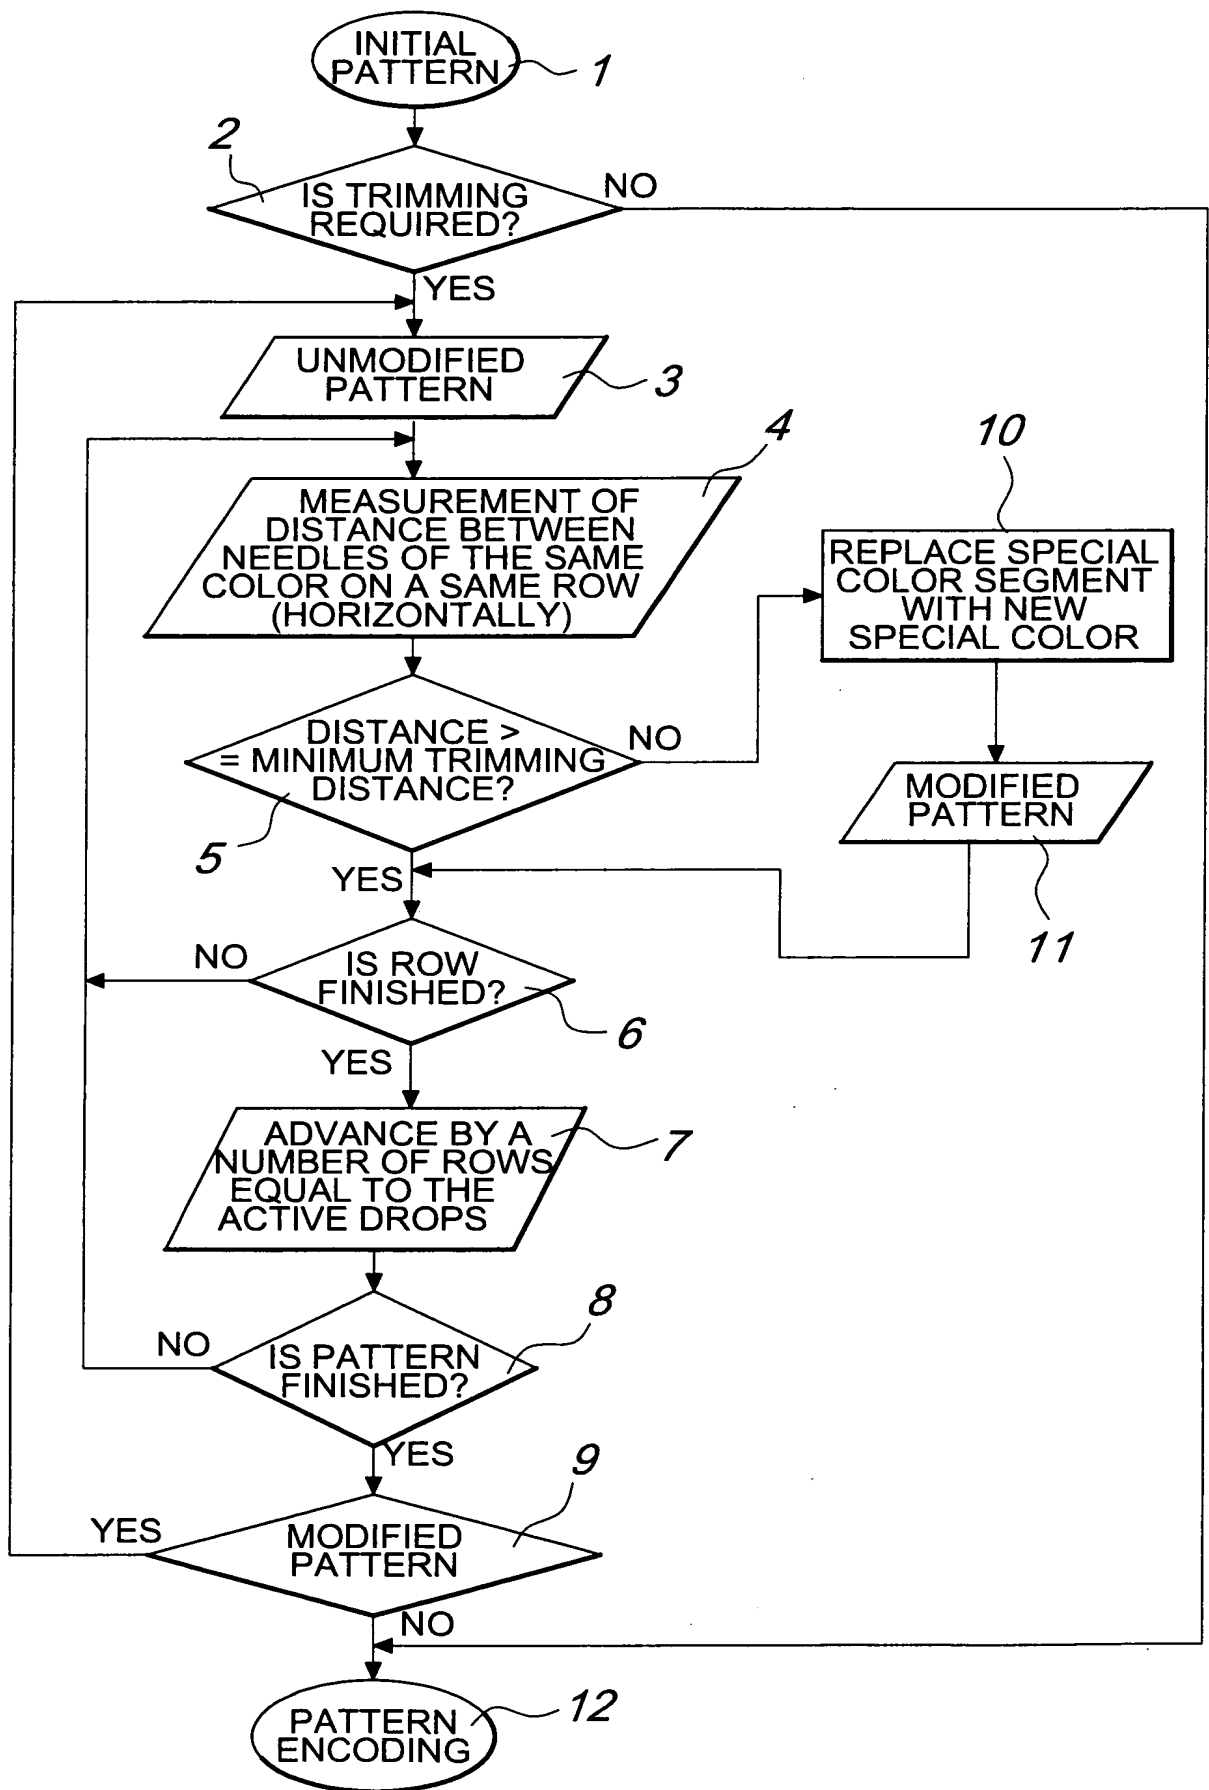 INITIAL
PATTERN
1
2
IS TRIMMING
REQUIRED?
NO
YES
UNMODIFIED
PATTERN
3
4
MEASUREMENT OF
DISTANCE BETWEEN
NEEDLES OF THE SAME
COLOR ON A SAME ROW
(HORIZONTALLY)
10
REPLACE SPECIAL
COLOR SEGMENT
WITH NEW
SPECIAL COLOR
DISTANCE >
= MINIMUM TRIMMING
DISTANCE?
NO
5
YES
MODIFIED
PATTERN
11
NO
IS ROW
FINISHED?
6
YES
ADVANCE BY A
NUMBER OF ROWS
EQUAL TO THE
ACTIVE DROPS
7
8
NO
IS PATTERN
FINISHED?
YES
9
YES
MODIFIED
PATTERN
NO
PATTERN
ENCODING
12